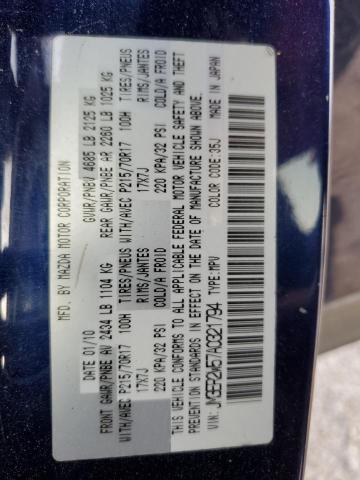 MFD. BY MAZDA MOTOR CORPORATION
DATE 01/10 GVWR/PNBV 4685 LB 2125 KG
FRONT GAWR/PNBE AV 2434 LB 1104 KG REAR GAWR/PNBE AR 2260 LB 1025 KG
WITH/AVEC P215/70R17 100H TIRES/PNEUS WITH/AVEC P215/70R17 100H TIRES/PNEUS
17X7J RIMS/JANTES 17X7J RIMS/JANTES
220 KPA/32 PSI COLD/A FROID 220 KPA/32 PSI COLD/A FROID
THIS VEHICLE CONFORMS TO ALL APPLICABLE FEDERAL MOTOR VEHICLE SAFETY AND THEFT
PREVENTION STANDARDS IN EFFECT ON THE DATE OF MANUFACTURE SHOWN ABOVE.
VIN: TYPE:MPV COLOR CODE:35J MADE IN JAPAN